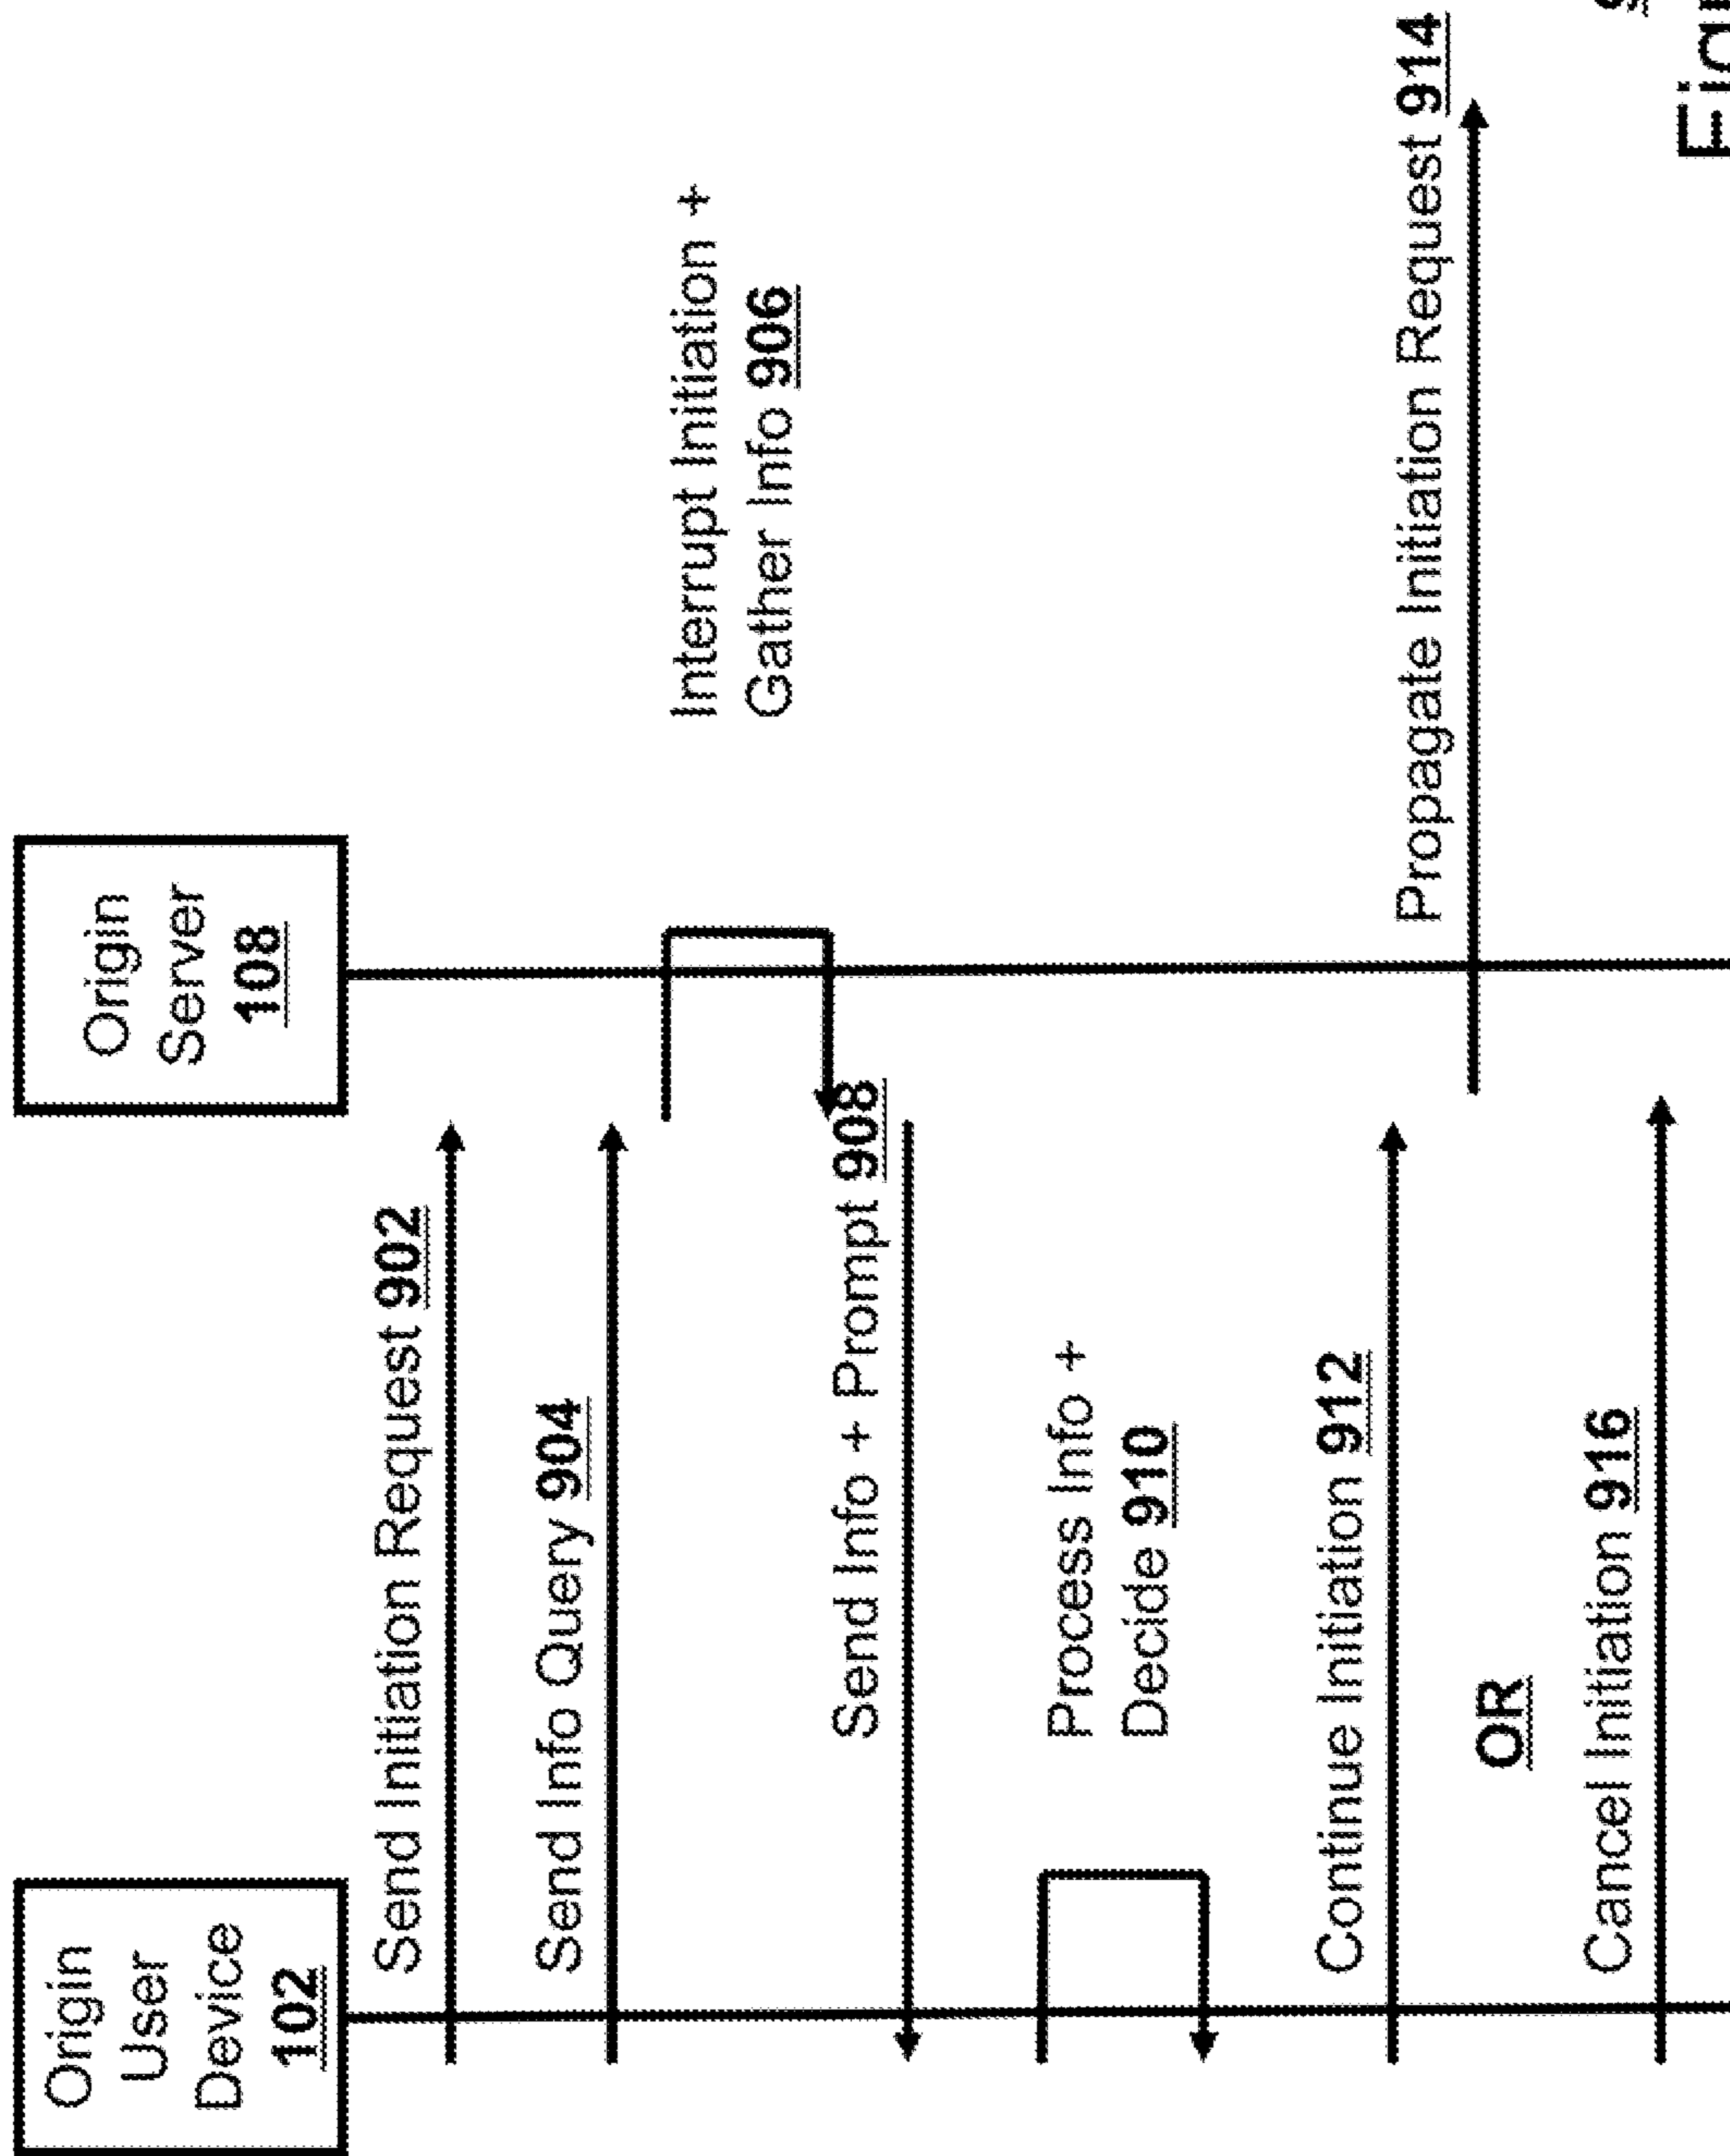 Origin
User
Device
102
Origin
Server
108
Send Initiation Request 902
Send Info Query 904
Interrupt Initiation +
Gather Info 906
Send Info + Prompt 908
Process Info +
Decide 910
Continue Initiation 912
Propagate Initiation Request 914
OR
Cancel Initiation 916